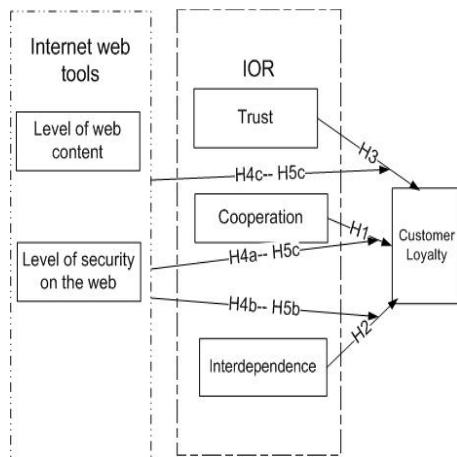 Internet web
tools
Level of web
content
Level of security
on the web
IOR
Trust
Cooperation
Interdependence
H3
H4c-- H5c
H1
H4a-- H5c
H4b-- H5b
H2
Customer
Loyalty